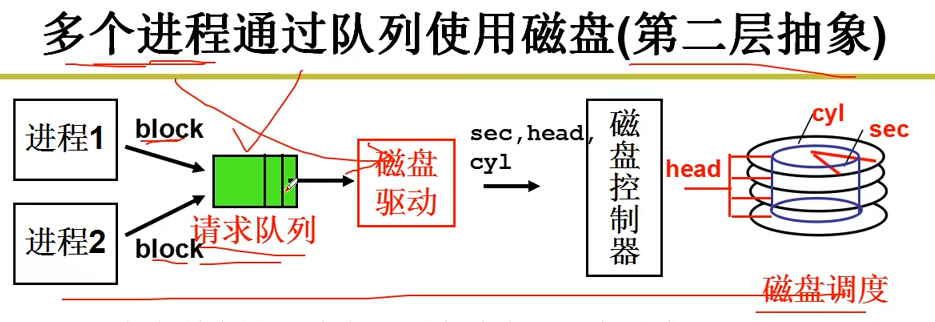 多个进程通过队列使用磁盘(第二层抽象)
进程1
block
进程2
block
请求队列
磁盘
驱动
sec,head,
cyl
磁盘控制器
head
cyl
sec
磁盘调度